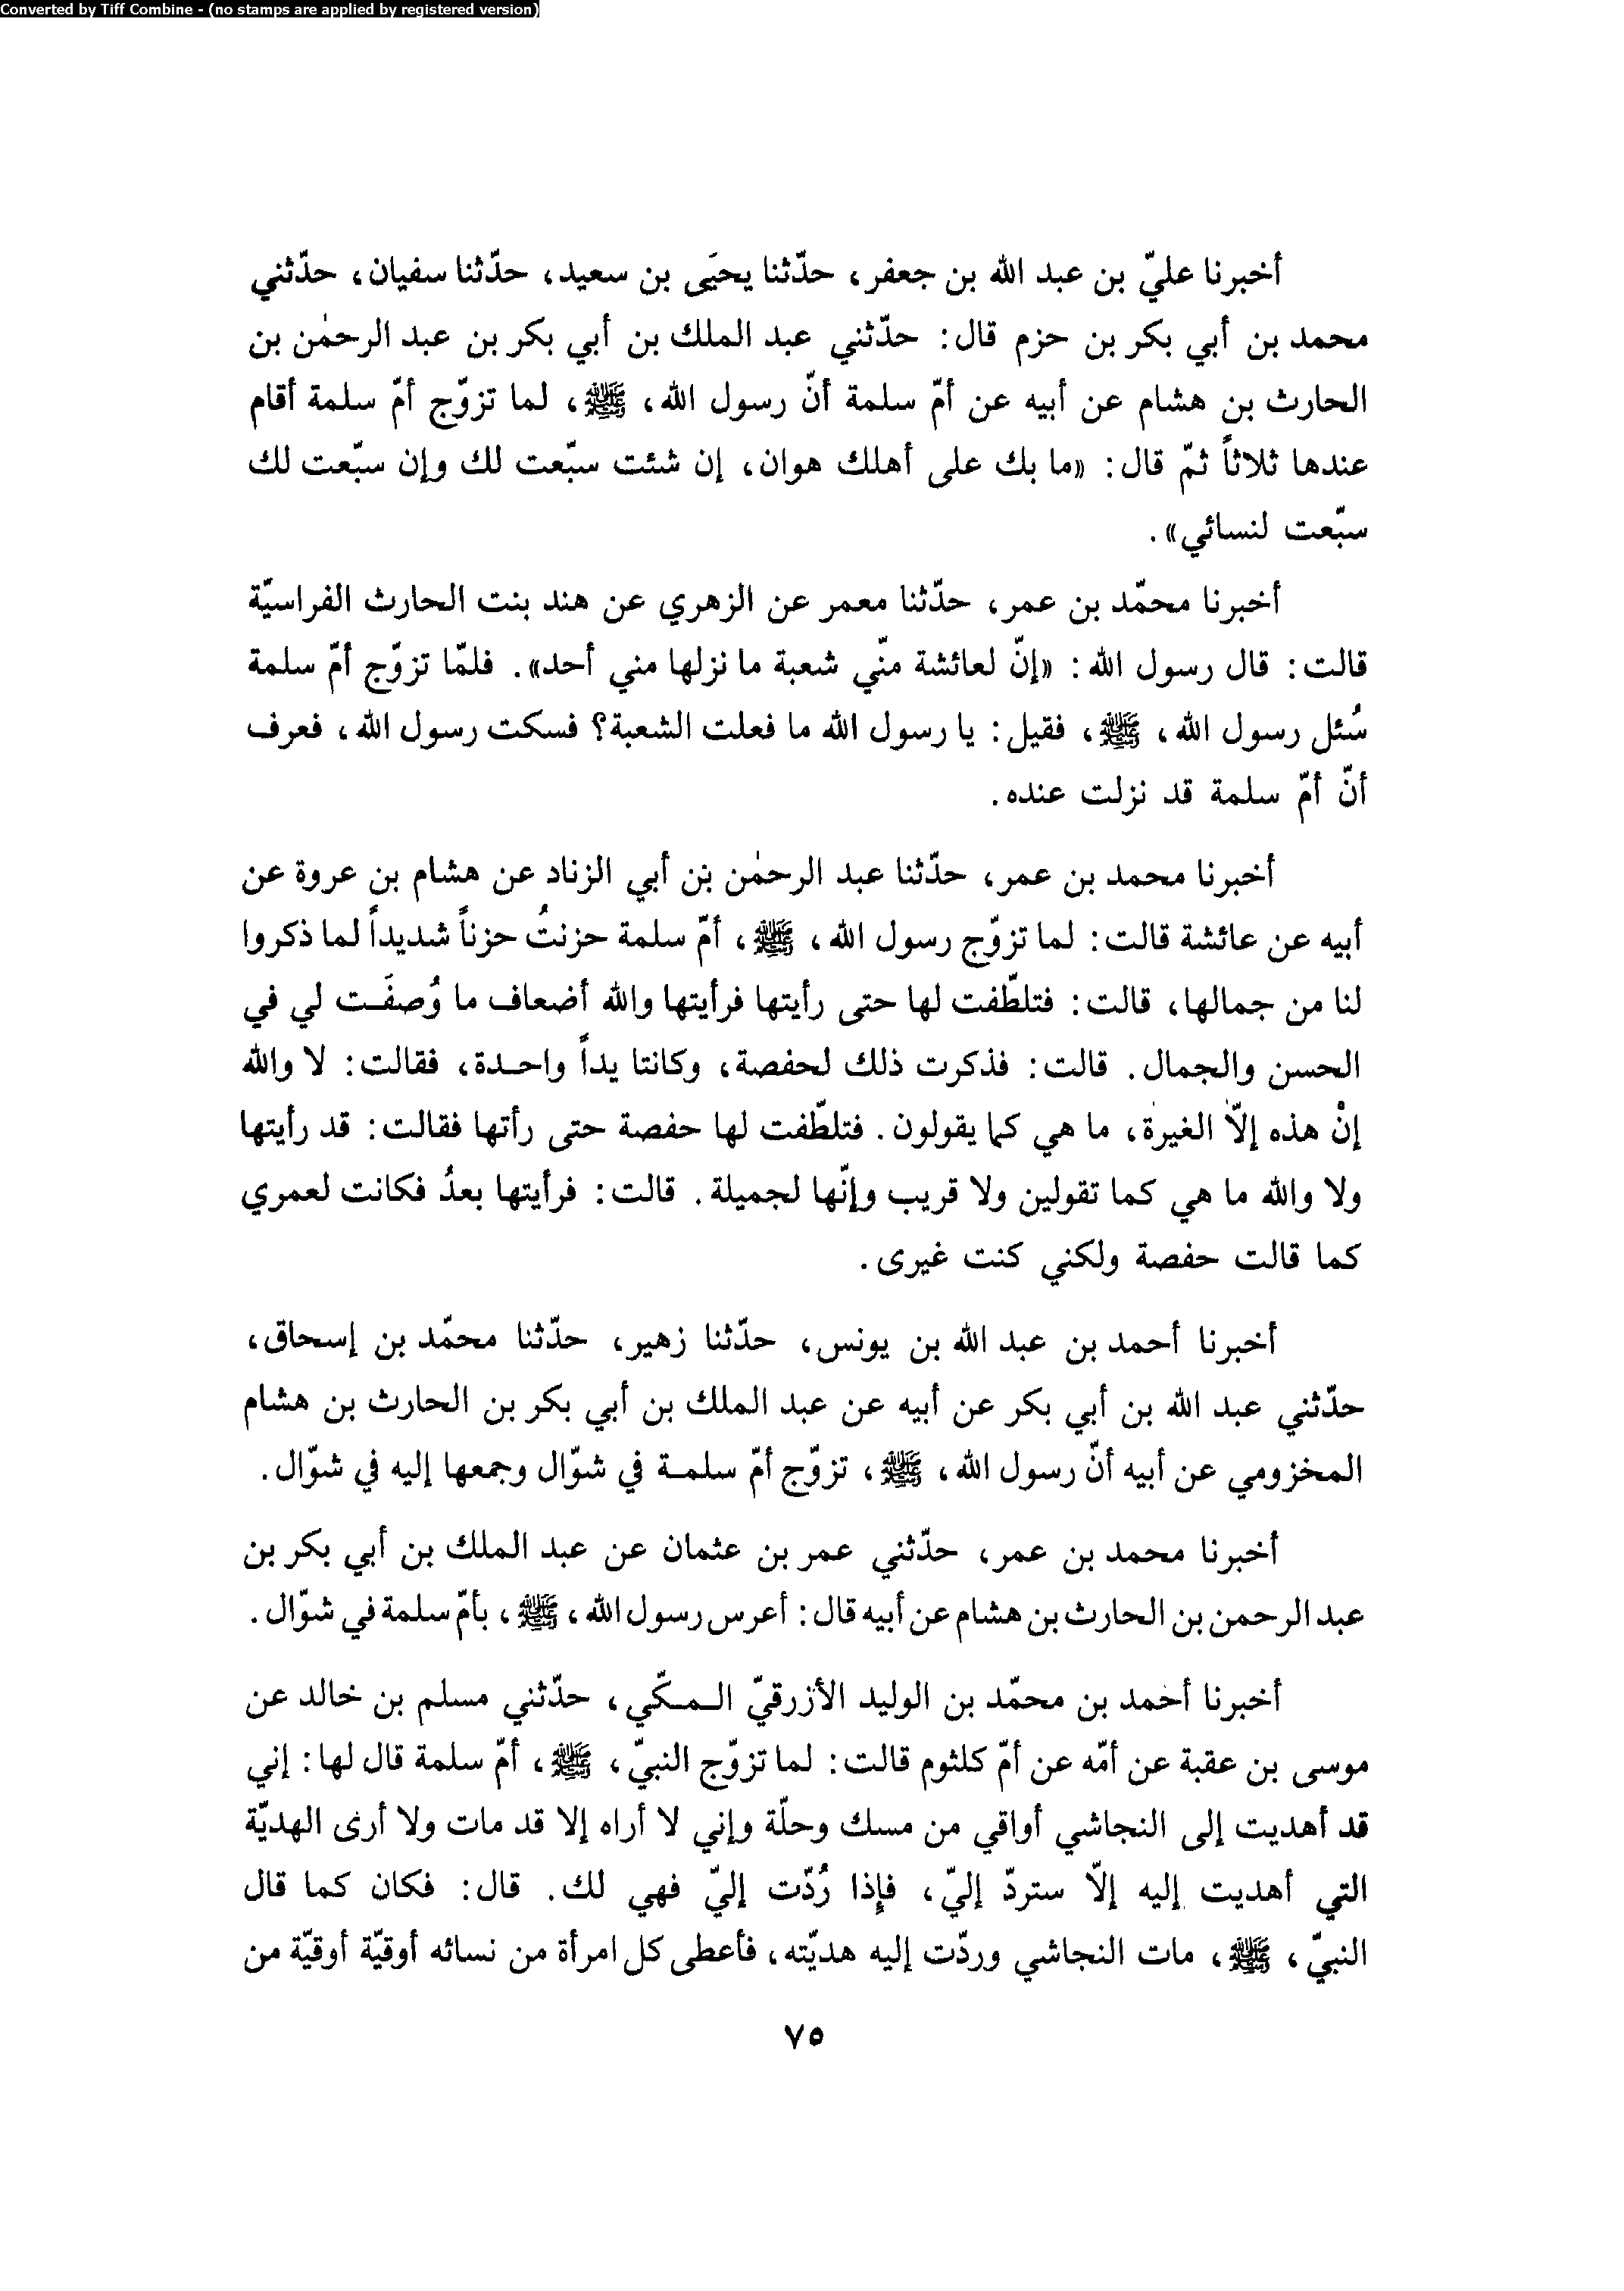 Converted by Tiff Combine - (no stamps are applied by registered version)
أخبرنا عليّ بن عبد الله بن جعفر، حدّثنا يحيَى بن سعيد، حدّثنا سفيان، حدّثني
محمد بن أبي بكر بن حزم قال: حدّثني عبد الملك بن أبي بكر بن عبد الرحمٰن بن
الحارث بن هشام عن أبيه عن أمّ سلمة أنّ رسول الله، ﷺ، لما تزوّج أمّ سلمة أقام
عندها ثلاثاً ثمّ قال: «ما بك على أهلك هوان، إن شئت سبّعت لك وإن سبّعت لك
سبّعت لنسائي».
أخبرنا محمّد بن عمر، حدّثنا معمر عن الزهري عن هند بنت الحارث الفراسيّة
قالت: قال رسول الله: «إنّ لعائشة منّي شعبة ما نزلها مني أحد». فلمّا تزوّج أمّ سلمة
سُئل رسول الله، ﷺ، فقيل: يا رسول الله ما فعلت الشعبة؟ فسكت رسول الله، فعرف
أنّ أمّ سلمة قد نزلت عنده.
أخبرنا محمد بن عمر، حدّثنا عبد الرحمٰن بن أبي الزناد عن هشام بن عروة عن
أبيه عن عائشة قالت: لما تزوّج رسول الله، ﷺ، أمّ سلمة حزنتُ حزناً شديداً لما ذكروا
لنا من جمالها، قالت: فتلطّفت لها حتى رأيتها فرأيتها والله أضعاف ما وُصفَـت لي في
الحسن والجمال. قالت: فذكرت ذلك لحفصة، وكانتا يداً واحـدة، فقالت: لا والله
إنْ هذه إلاّ الغيرة، ما هي كما يقولون. فتلطّفت لها حفصة حتى رأتها فقالت: قد رأيتها
ولا والله ما هي كما تقولين ولا قريب وإنّها لجميلة. قالت: فرأيتها بعدُ فكانت لعمري
كما قالت حفصة ولكني كنت غيرى.
أخبرنا أحمد بن عبد الله بن يونس، حدّثنا زهير، حدّثنا محمّد بن إسحاق،
حدّثني عبد الله بن أبي بكر عن أبيه عن عبد الملك بن أبي بكر بن الحارث بن هشام
المخزومي عن أبيه أنّ رسول الله، ﷺ، تزوّج أمّ سلمـة في شوّال وجمعها إليه في شوّال.
أخبرنا محمد بن عمر، حدّثني عمر بن عثمان عن عبد الملك بن أبي بكر بن
عبد الرحمن بن الحارث بن هشام عن أبيه قال: أعرس رسول الله، ﷺ، بأمّ سلمة في شوّال.
أخبرنا أحمد بن محمّد بن الوليد الأزرقيّ الـمـكّي، حدّثني مسلم بن خالد عن
موسى بن عقبة عن أمّه عن أمّ كلثوم قالت: لما تزوّج النبيّ، ﷺ، أمّ سلمة قال لها: إني
قد أهديت إلى النجاشي أواقي من مسك وحلّة وإني لا أراه إلا قد مات ولا أرى الهديّة
التي أهديت إليه إلاّ ستردّ إليّ، فإذا رُدّت إليّ فهي لك. قال: فكان كما قال
النبيّ، ﷺ، مات النجاشي وردّت إليه هديّته، فأعطى كل امرأة من نسائه أوقيّة أوقيّة من
٧٥